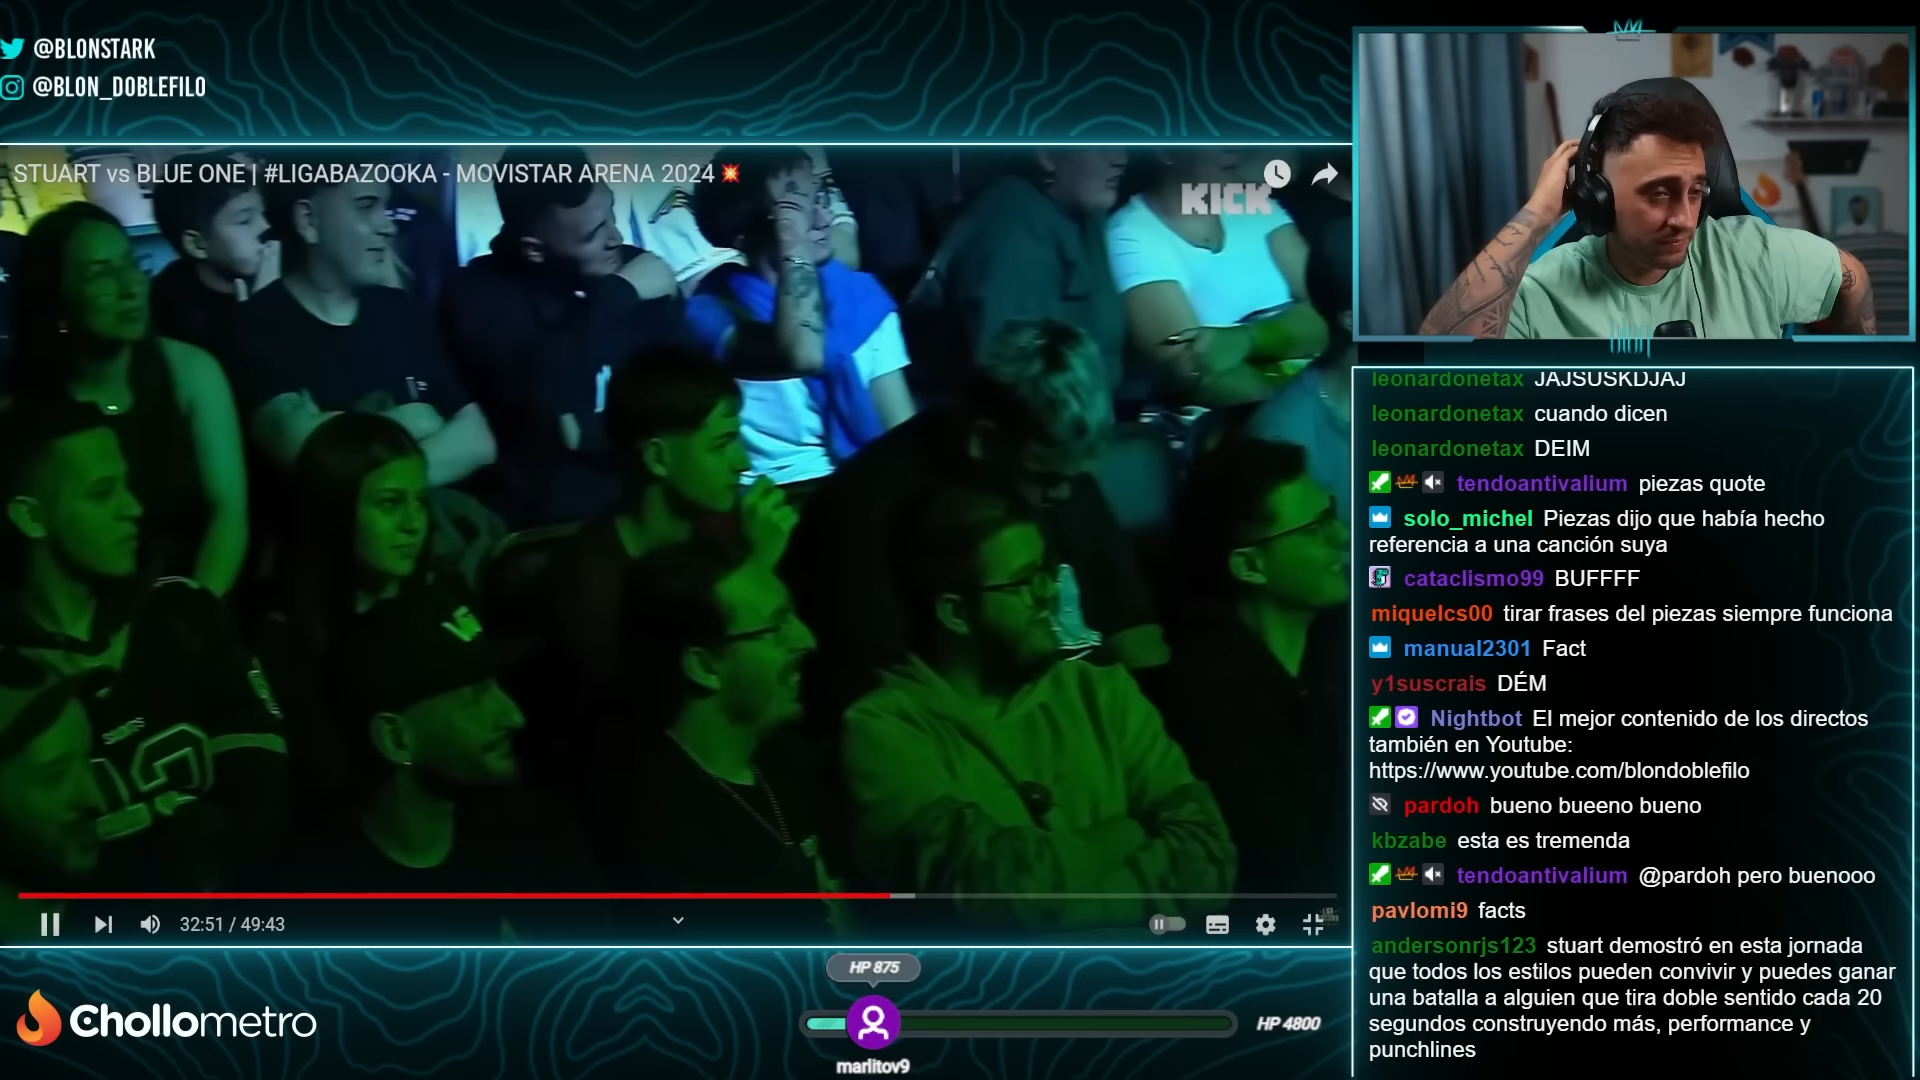 @BLONSTARK
@BLON_DOBLEFILO
STUART vs BLUE ONE | #LIGABAZOOKA - MOVISTAR ARENA 2024💥
KICK
32:51 / 49:43
leonardonetax JAJSUSKDJAJ
leonardonetax cuando dicen
leonardonetax DEIM
tendoantivalium piezas quote
solo_michel Piezas dijo que había hecho
referencia a una canción suya
cataclismo99 BUFFFF
miquelcs00 tirar frases del piezas siempre funciona
manual2301 Fact
y1suscrais DÉM
Nightbot El mejor contenido de los directos
también en Youtube:
https://www.youtube.com/blondoblefilo
pardoh bueno bueeno bueno
kbzabe esta es tremenda
tendoantivalium @pardoh pero buenooo
pavlomi9 facts
andersonrjs123 stuart demostró en esta jornada
que todos los estilos pueden convivir y puedes ganar
una batalla a alguien que tira doble sentido cada 20
segundos construyendo más, performance y
punchlines
Chollometro
HP 875
HP 4800
marlitov9